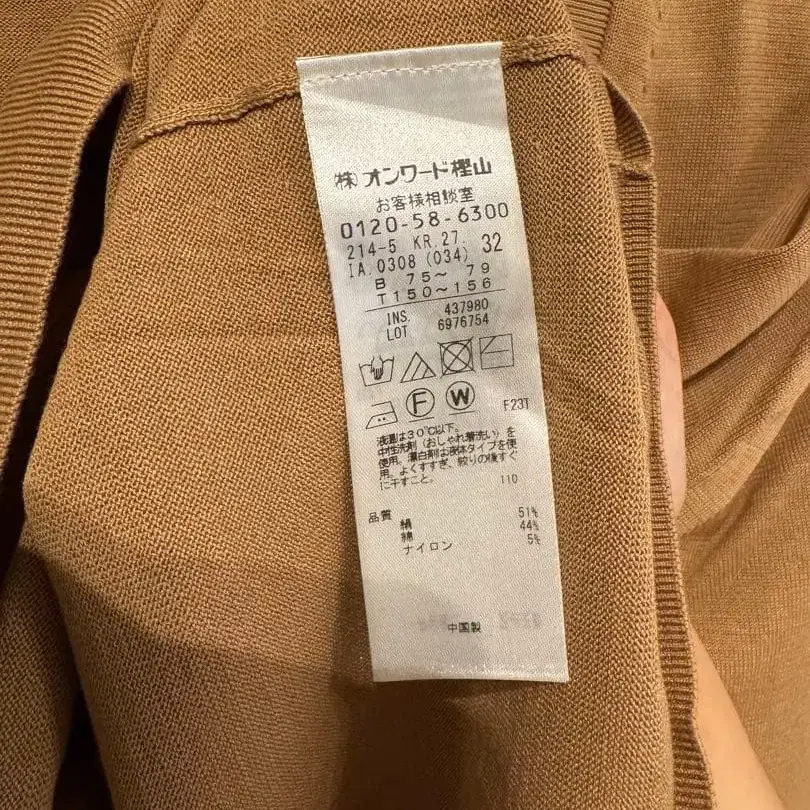 ㈱ オンワード樫山
お客様相談室
0120-58-6300
214-5 KR.27. 32
IA.0308 (034)
B 75～ 79
T150～156
INS. 437980
LOT 6976754
F W F23T
液温は30℃以下。
中性洗剤（おしゃれ着洗い）を
使用。漂白剤は液体タイプを使
用。よくすすぎ、絞りの後すぐ
に干すこと。 110
品質
絹 51%
綿 44%
ナイロン 5%
中国製